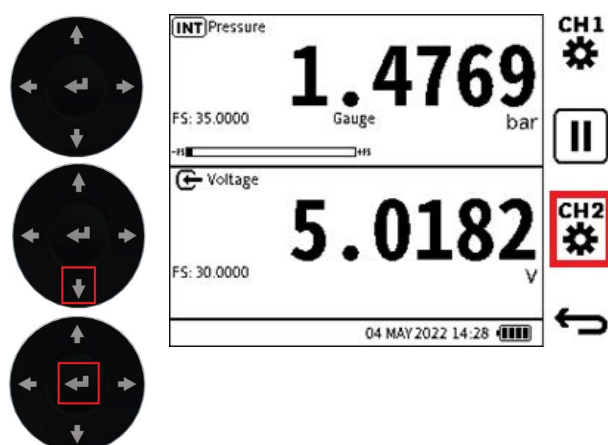 INT Pressure
1.4769
FS: 35.0000 Gauge bar
-FS +FS
Voltage
5.0182
FS: 30.0000 V
04 MAY 2022 14:28
CH1
CH2